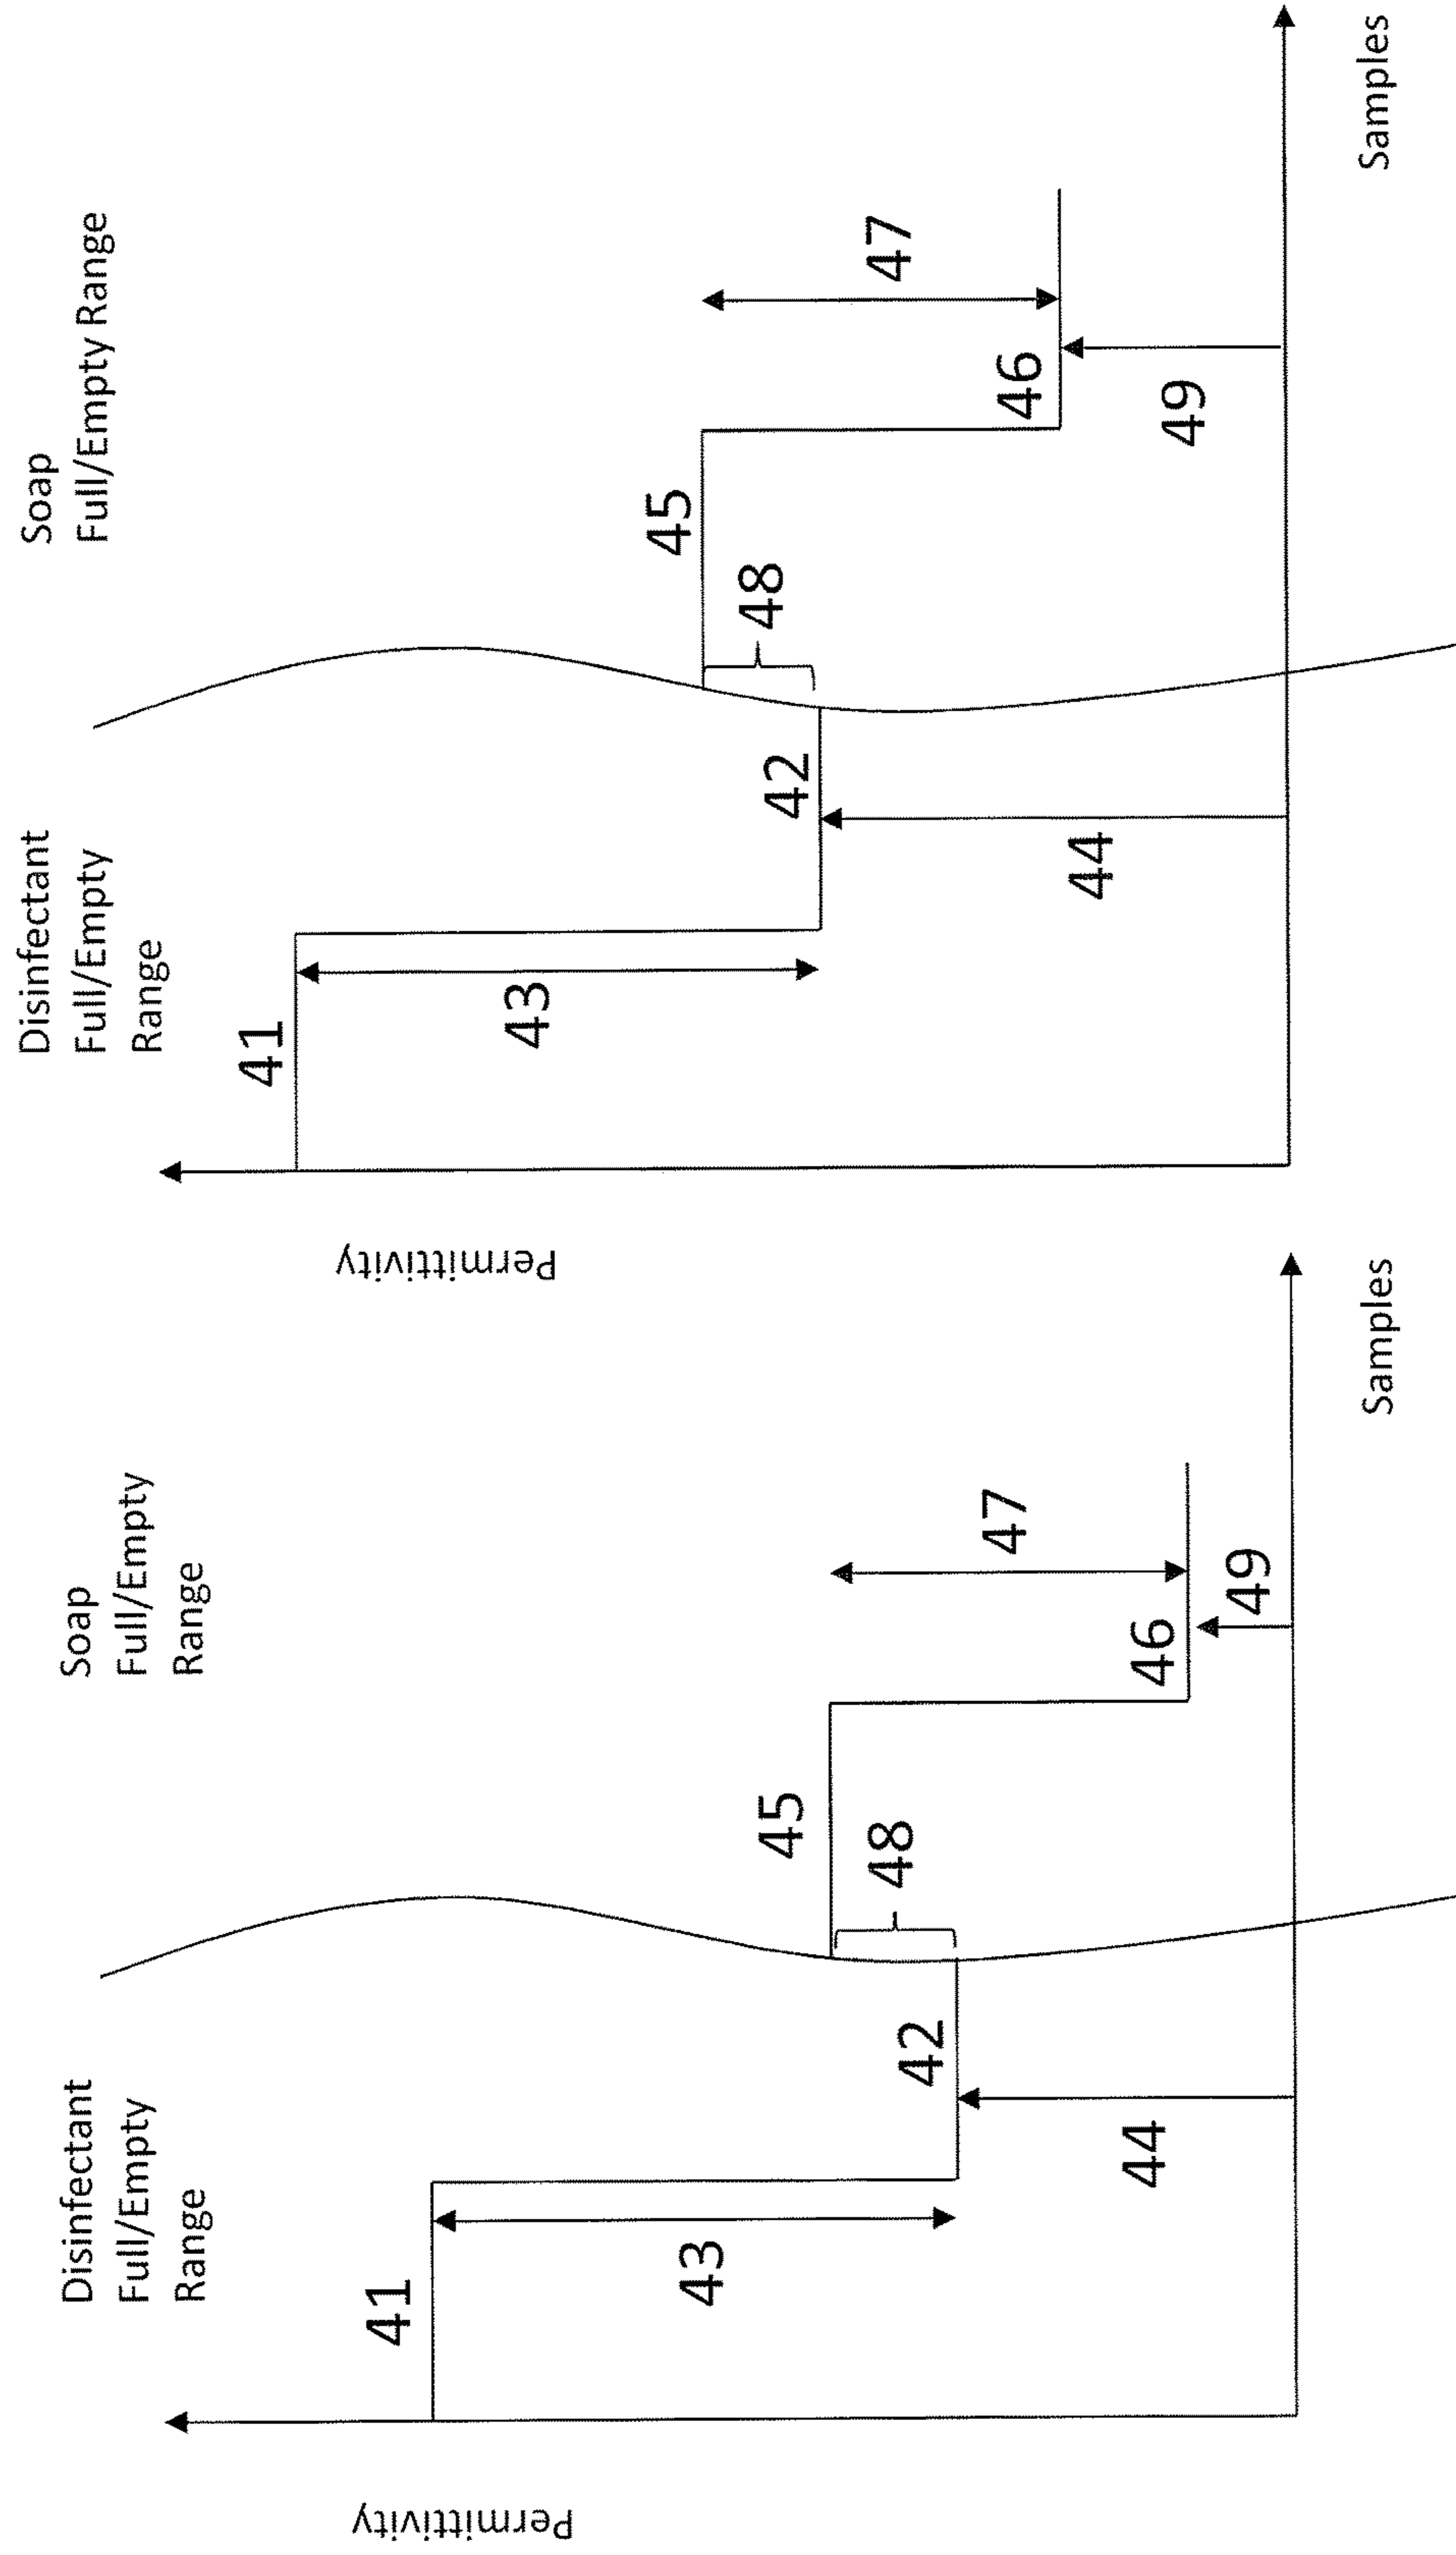 Permittivity
Disinfectant
Full/Empty
Range
Soap
Full/Empty
Range
41
43
42
44
48
45
46
47
49
Samples
Permittivity
Disinfectant
Full/Empty
Range
Soap
Full/Empty Range
41
43
42
44
48
45
46
47
49
Samples